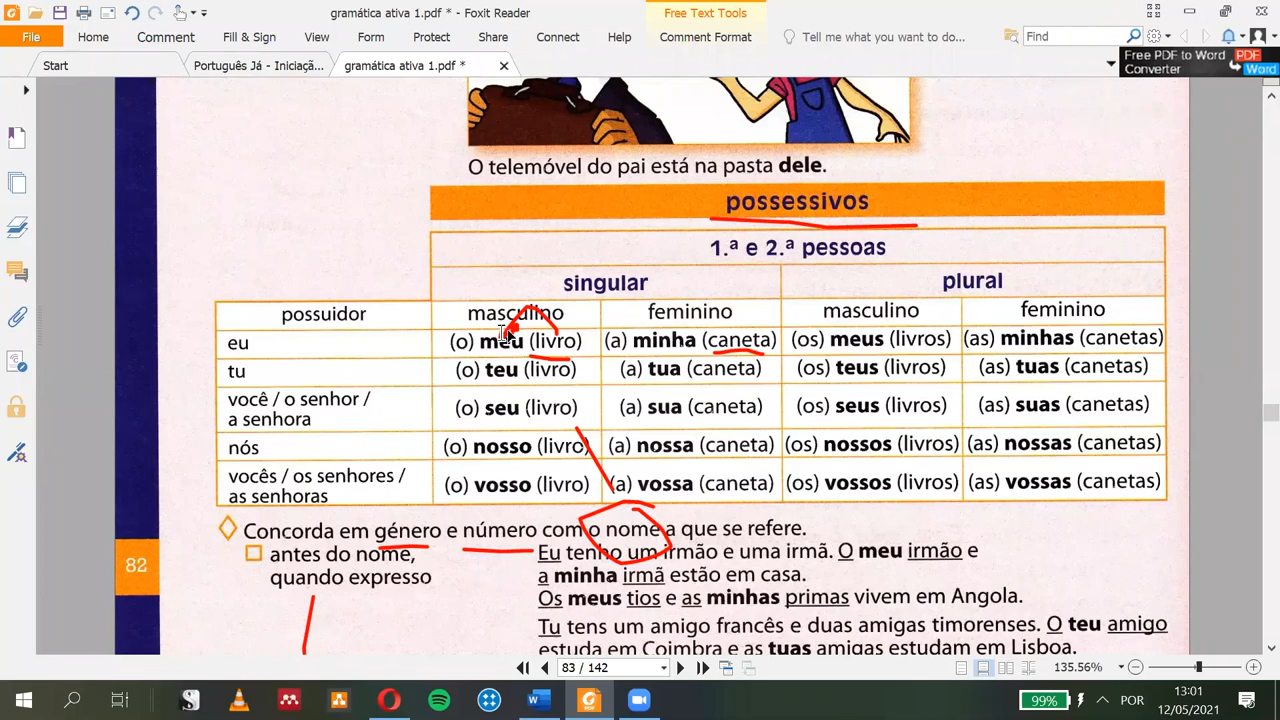 gramática ativa 1.pdf * - Foxit Reader
Free Text Tools
File Home Comment Fill & Sign View Form Protect Share Connect Help Comment Format Tell me what you want to do... Find
Start Português Já - Iniciaçã... gramática ativa 1.pdf *
Free PDF to Word Converter PDF Word
O telemóvel do pai está na pasta dele.
possessivos
1.ª e 2.ª pessoas
singular plural
possuidor masculino feminino masculino feminino
eu (o) meu (livro) (a) minha (caneta) (os) meus (livros) (as) minhas (canetas)
tu (o) teu (livro) (a) tua (caneta) (os) teus (livros) (as) tuas (canetas)
você / o senhor / a senhora (o) seu (livro) (a) sua (caneta) (os) seus (livros) (as) suas (canetas)
nós (o) nosso (livro) (a) nossa (caneta) (os) nossos (livros) (as) nossas (canetas)
vocês / os senhores / as senhoras (o) vosso (livro) (a) vossa (caneta) (os) vossos (livros) (as) vossas (canetas)
Concorda em género e número com o nome a que se refere.
antes do nome,
quando expresso
Eu tenho um irmão e uma irmã. O meu irmão e
a minha irmã estão em casa.
Os meus tios e as minhas primas vivem em Angola.
Tu tens um amigo francês e duas amigas timorenses. O teu amigo
estuda em Coimbra e as tuas amigas estudam em Lisboa.
82
83 / 142
135.56%
99%
POR
13:01
12/05/2021